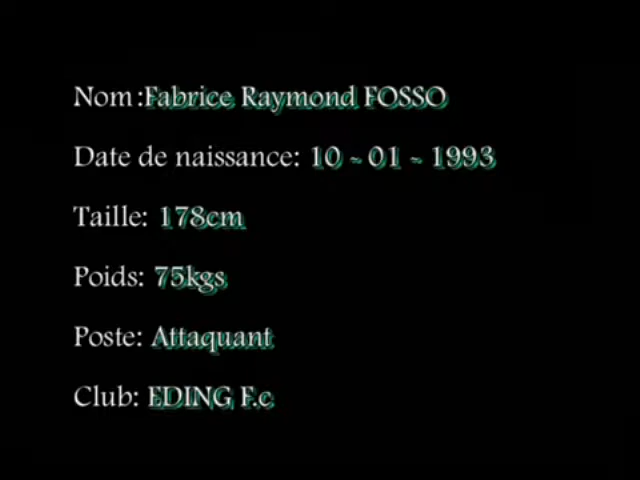 Nom :Fabrice Raymond FOSSO
Date de naissance: 10 - 01 - 1993
Taille: 178cm
Poids: 75kgs
Poste: Attaquant
Club: EDING F.c